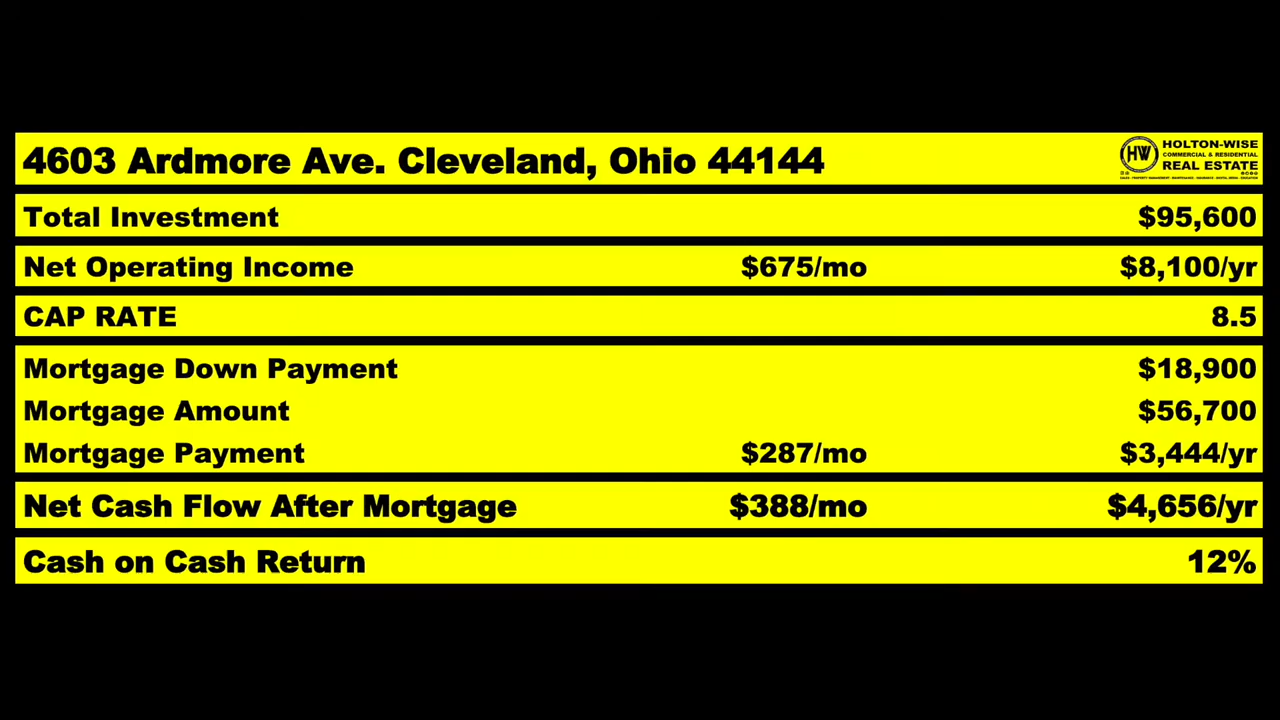 4603 Ardmore Ave. Cleveland, Ohio 44144
HW
HOLTON-WISE
COMMERCIAL & RESIDENTIAL
REAL ESTATE
Total Investment $95,600
Net Operating Income $675/mo $8,100/yr
CAP RATE 8.5
Mortgage Down Payment $18,900
Mortgage Amount $56,700
Mortgage Payment $287/mo $3,444/yr
Net Cash Flow After Mortgage $388/mo $4,656/yr
Cash on Cash Return 12%